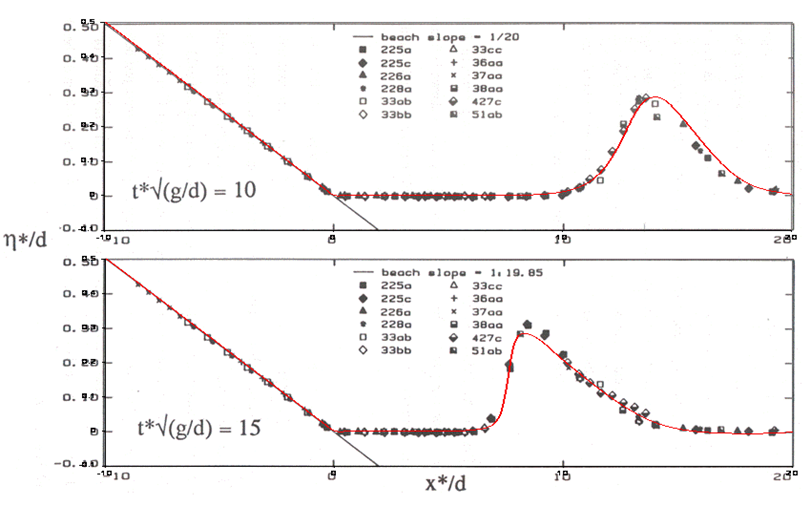 beach slope = 1/20
225a 33cc
225c 36aa
226a 37aa
228a 38aa
33ab 427c
33bb 51ab
t*√(g/d) = 10
η*/d
-10 0 10 20
beach slope = 1:19.85
225a 33cc
225c 36aa
226a 37aa
228a 38aa
33ab 427c
33bb 51ab
t*√(g/d) = 15
-10 0 10 20
x*/d